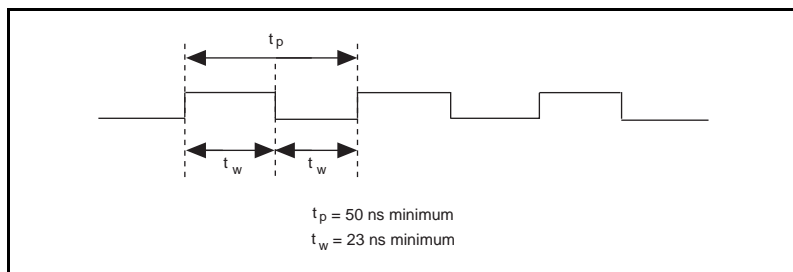 t p
t w t w
t p = 50 ns minimum
t w = 23 ns minimum